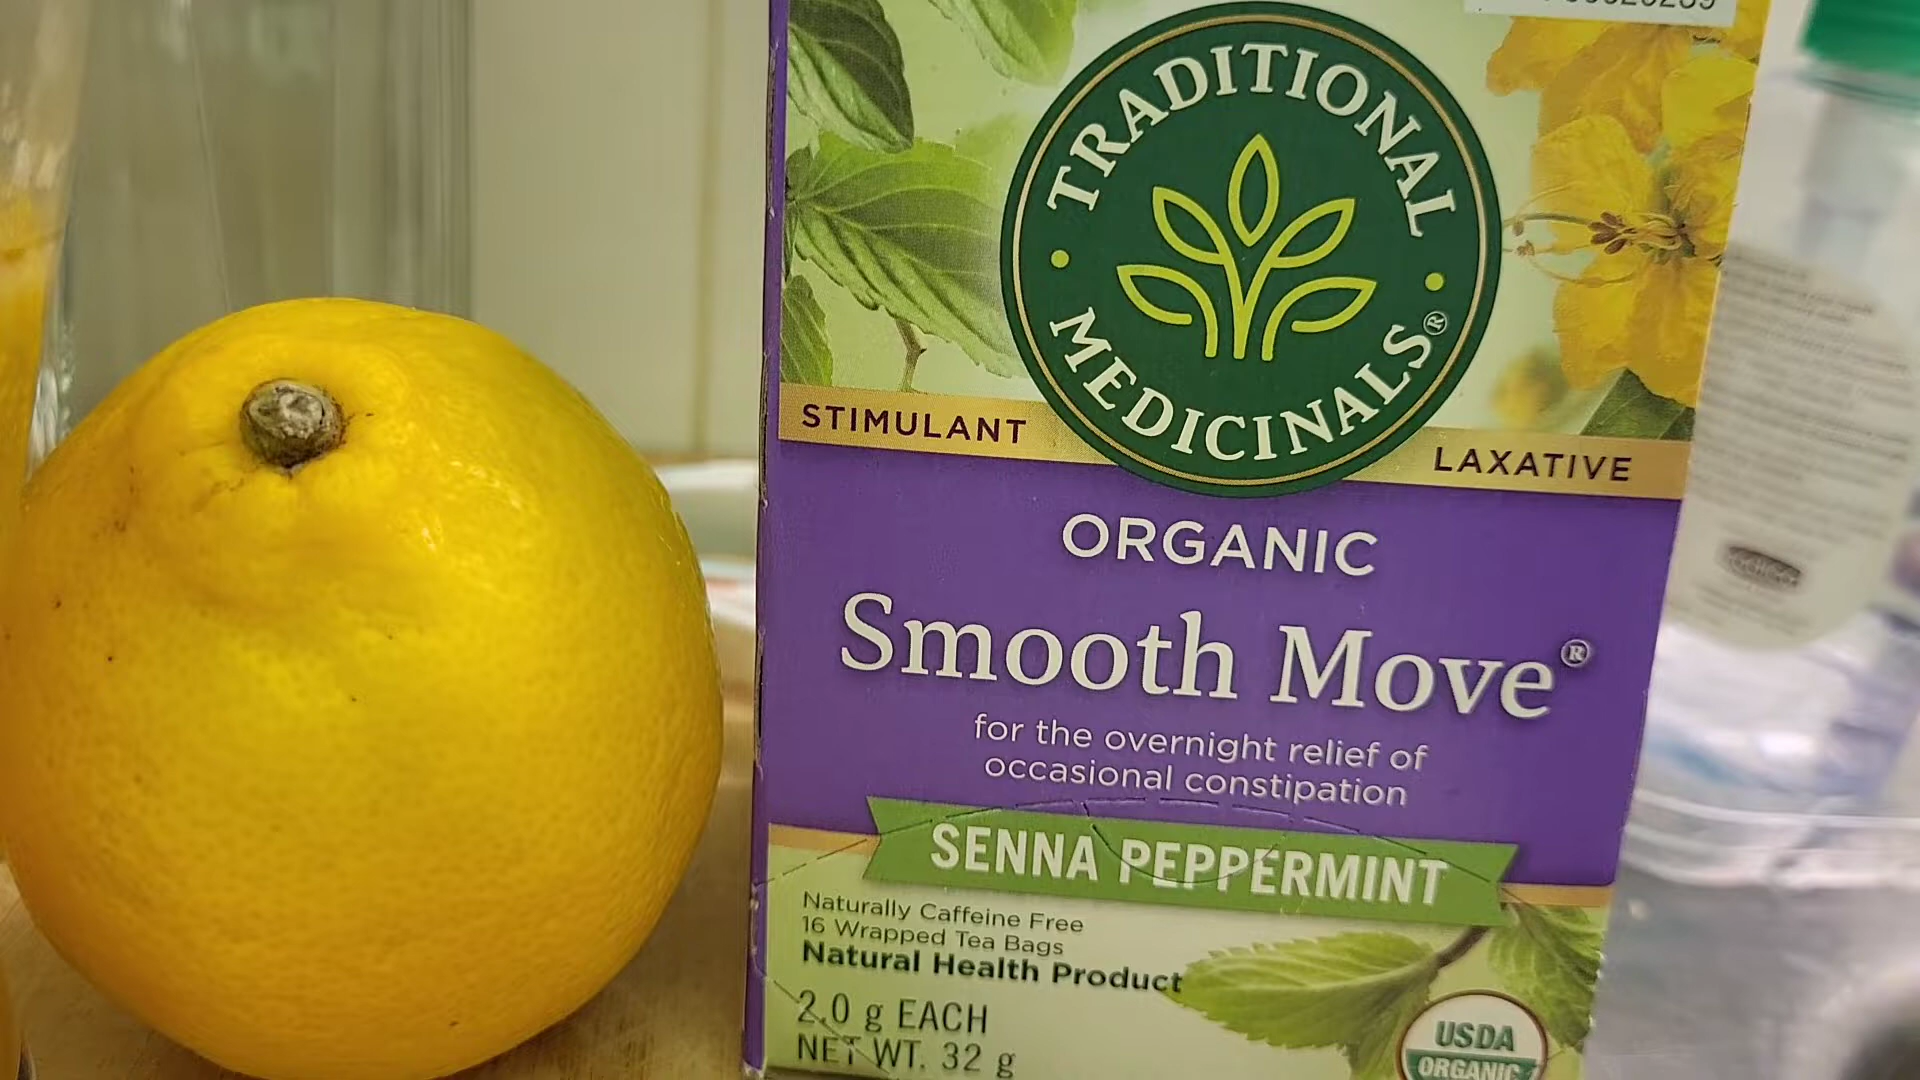 TRADITIONAL
MEDICINALS®
STIMULANT
LAXATIVE
ORGANIC
Smooth Move®
for the overnight relief of
occasional constipation
SENNA PEPPERMINT
Naturally Caffeine Free
16 Wrapped Tea Bags
Natural Health Product
2.0 g EACH
NET WT. 32 g
USDA
ORGANIC